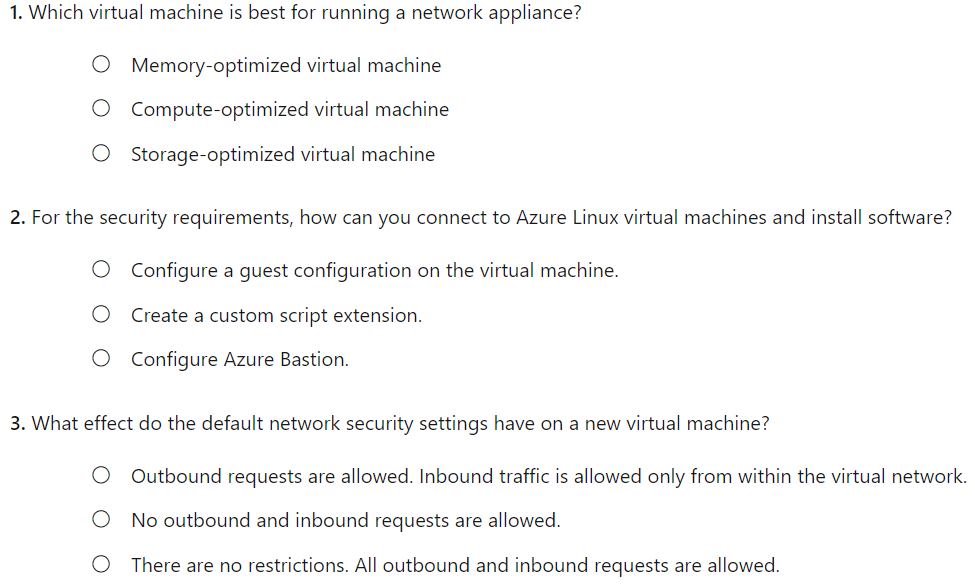 1. Which virtual machine is best for running a network appliance?
Memory-optimized virtual machine
Compute-optimized virtual machine
Storage-optimized virtual machine
2. For the security requirements, how can you connect to Azure Linux virtual machines and install software?
Configure a guest configuration on the virtual machine.
Create a custom script extension.
Configure Azure Bastion.
3. What effect do the default network security settings have on a new virtual machine?
Outbound requests are allowed. Inbound traffic is allowed only from within the virtual network.
No outbound and inbound requests are allowed.
There are no restrictions. All outbound and inbound requests are allowed.